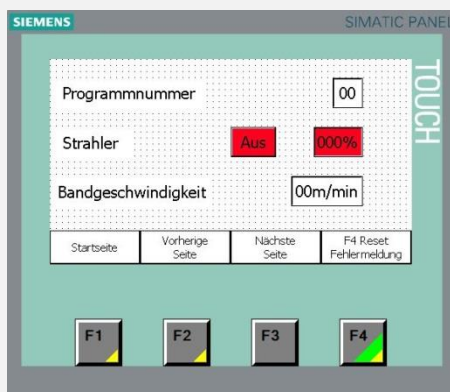 SIEMENS
SIMATIC PANEL
TOUCH
Programmnummer 00
Strahler Aus 000%
Bandgeschwindigkeit 00m/min
Startseite
Vorherige
Seite
Nächste
Seite
F4 Reset
Fehlermeldung
F1 F2 F3 F4